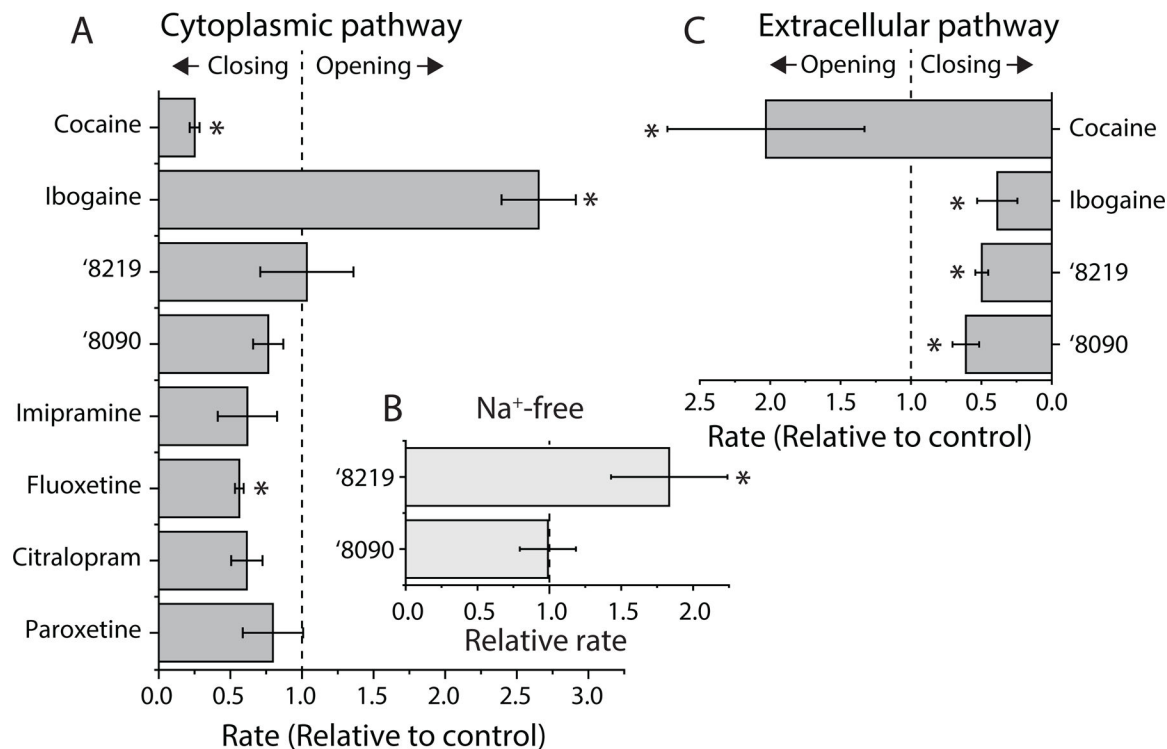 A Cytoplasmic pathway
Closing Opening
Cocaine *
Ibogaine *
‘8219
‘8090
Imipramine
Fluoxetine *
Citralopram
Paroxetine
0.0 0.5 1.0 1.5 2.0 2.5 3.0
Rate (Relative to control)
B Na+-free
‘8219 *
‘8090
0.0 0.5 1.0 1.5 2.0
Relative rate
C Extracellular pathway
Opening Closing
* Cocaine
* Ibogaine
* ‘8219
* ‘8090
2.5 2.0 1.5 1.0 0.5 0.0
Rate (Relative to control)